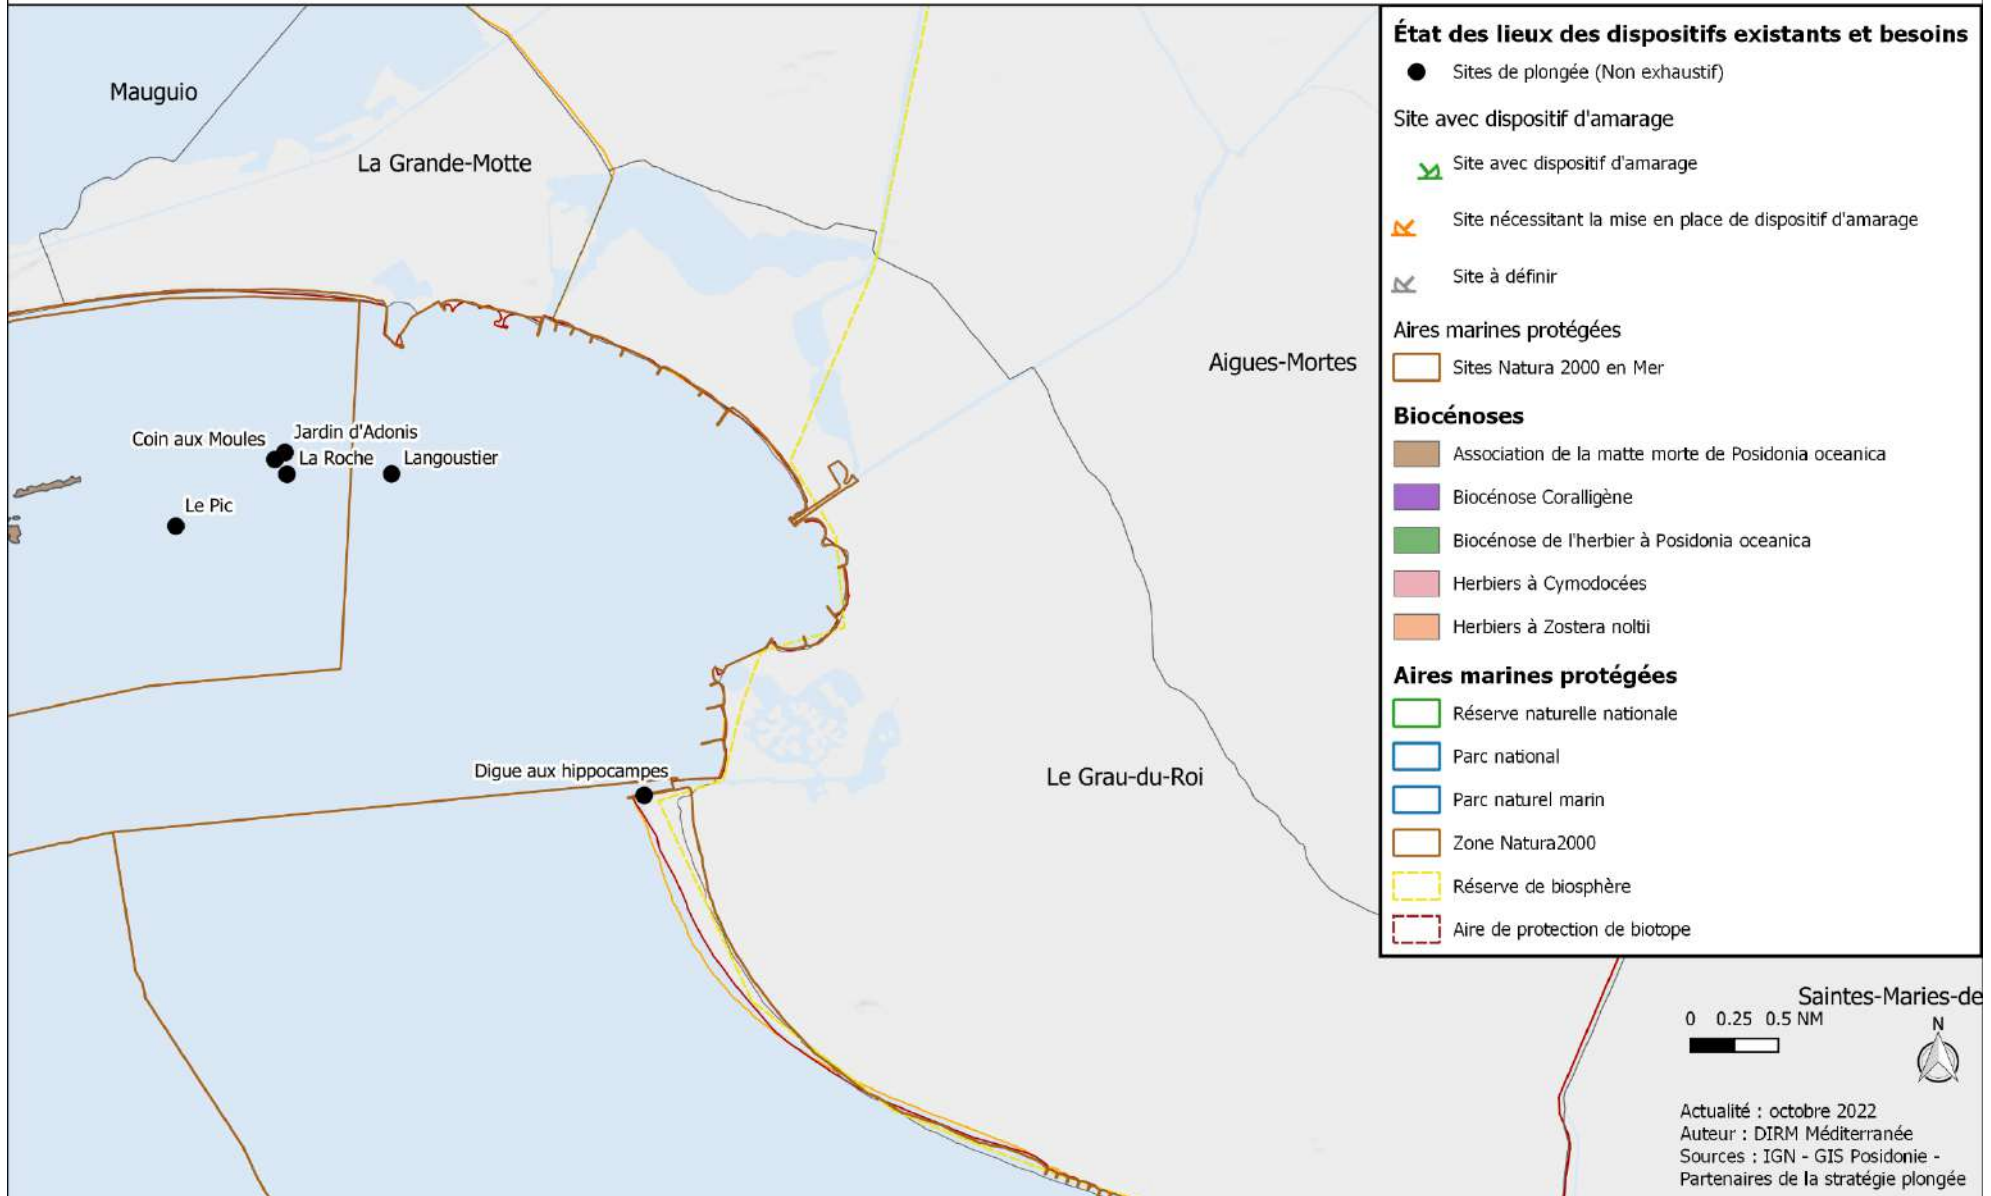 Mauguio
La Grande-Motte
Aigues-Mortes
Coin aux Moules
Jardin d'Adonis
La Roche
Langoustier
Le Pic
Digue aux hippocampes
Le Grau-du-Roi
État des lieux des dispositifs existants et besoins
Sites de plongée (Non exhaustif)
Site avec dispositif d'amarage
Site avec dispositif d'amarage
Site nécessitant la mise en place de dispositif d'amarage
Site à définir
Aires marines protégées
Sites Natura 2000 en Mer
Biocénoses
Association de la matte morte de Posidonia oceanica
Biocénose Coralligène
Biocénose de l'herbier à Posidonia oceanica
Herbiers à Cymodocées
Herbiers à Zostera noltii
Aires marines protégées
Réserve naturelle nationale
Parc national
Parc naturel marin
Zone Natura2000
Réserve de biosphère
Aire de protection de biotope
Saintes-Maries-de
0 0.25 0.5 NM
N
Actualité : octobre 2022
Auteur : DIRM Méditerranée
Sources : IGN - GIS Posidonie -
Partenaires de la stratégie plongée